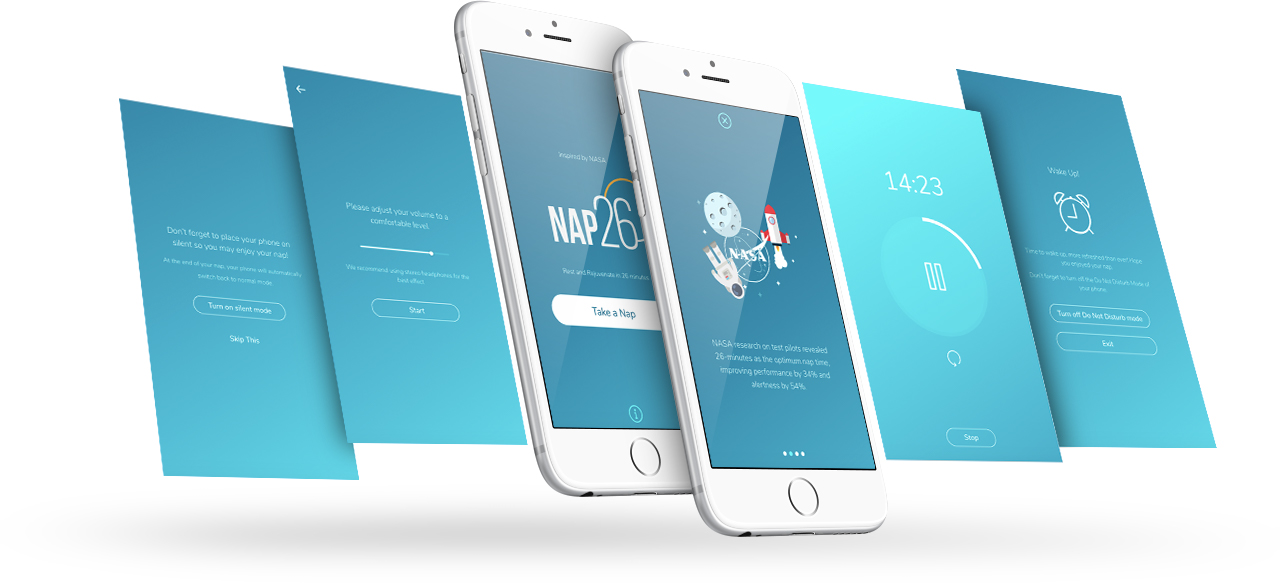 Don't forget to place your phone on
silent so you may enjoy your nap!
At the end of your nap, your phone will automatically
switch back to normal mode.
Turn on silent mode
Skip This
Please adjust your volume to a
comfortable level.
We recommend using stereo headphones for the
best effect.
Start
Inspired by NASA
NAP26
Rest and Rejuvenate in 26 minutes
Take a Nap
NASA
NASA research on test pilots revealed
26-minutes as the optimum nap time,
improving performance by 34% and
alertness by 54%.
14:23
Stop
Wake Up!
Time to wake up, more refreshed than ever! Hope
you enjoyed your nap.
Don't forget to turn off the Do Not Disturb Mode of
your phone.
Turn off Do Not Disturb mode
Exit